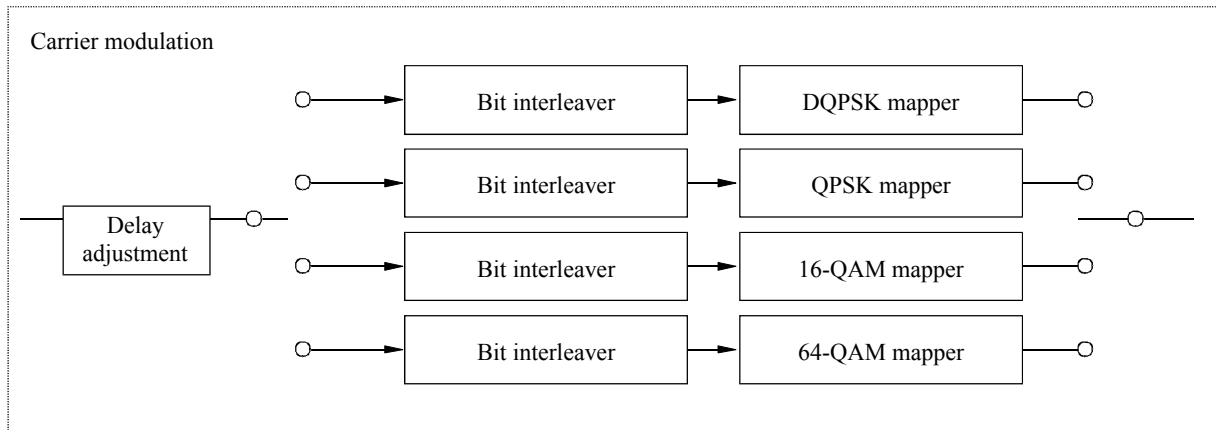 Carrier modulation
Bit interleaver
DQPSK mapper
Bit interleaver
QPSK mapper
Delay
adjustment
Bit interleaver
16-QAM mapper
Bit interleaver
64-QAM mapper